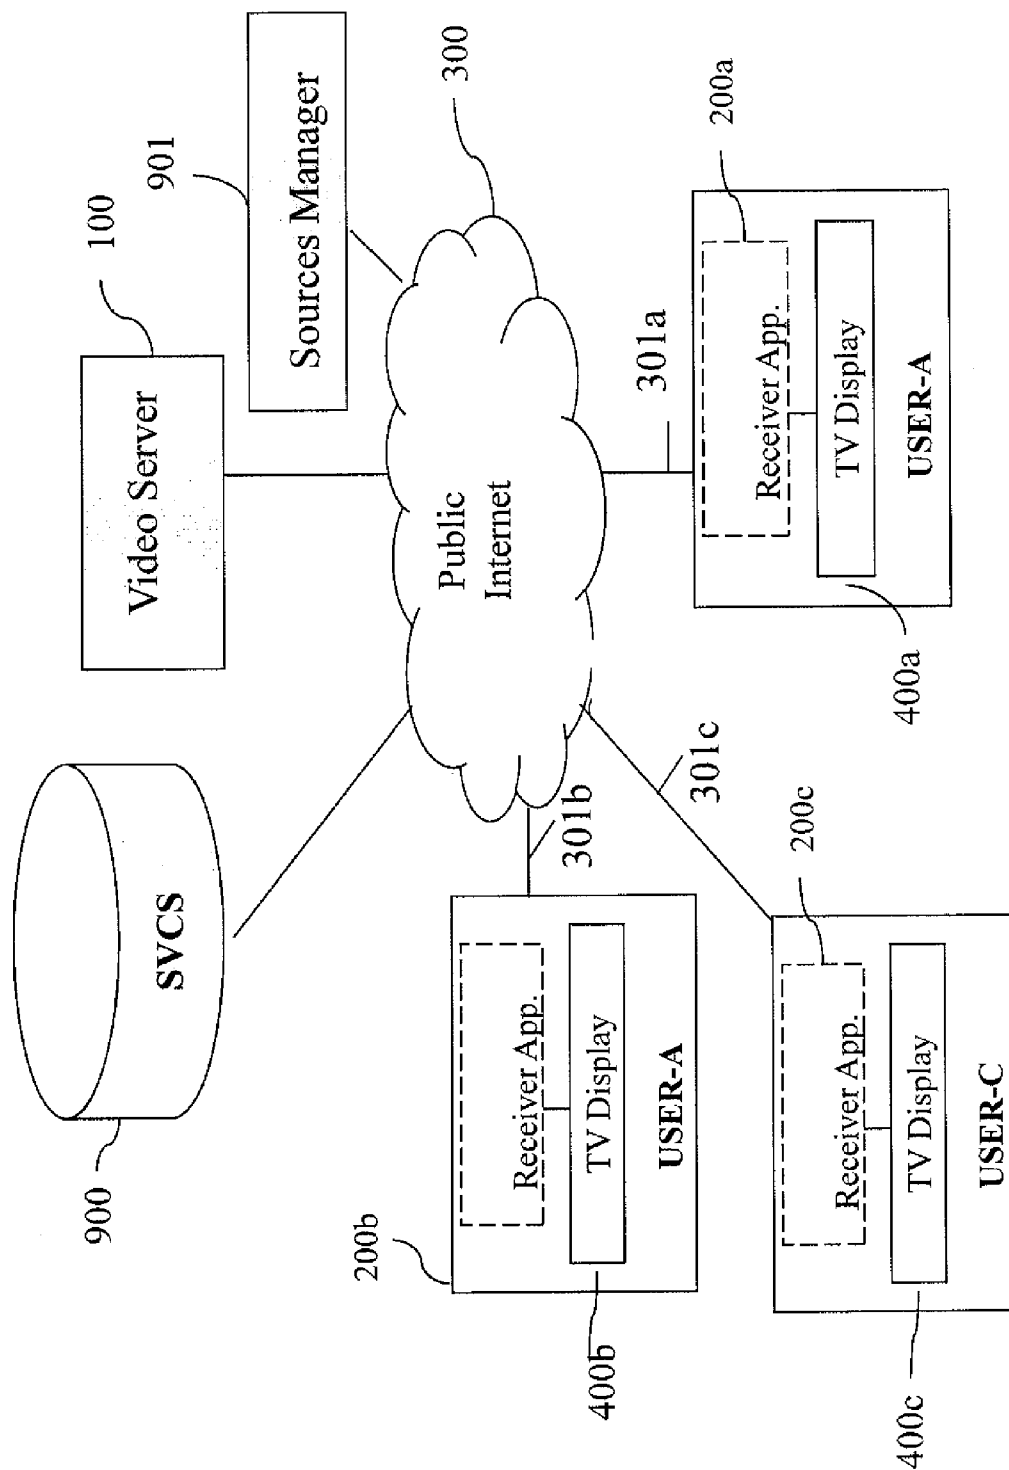 900
SVCS
100
Video Server
901
Sources Manager
300
Public
Internet
301b
301c
301a
200b
Receiver App.
TV Display
USER-A
400b
200c
Receiver App.
TV Display
USER-C
400c
200a
Receiver App.
TV Display
USER-A
400a